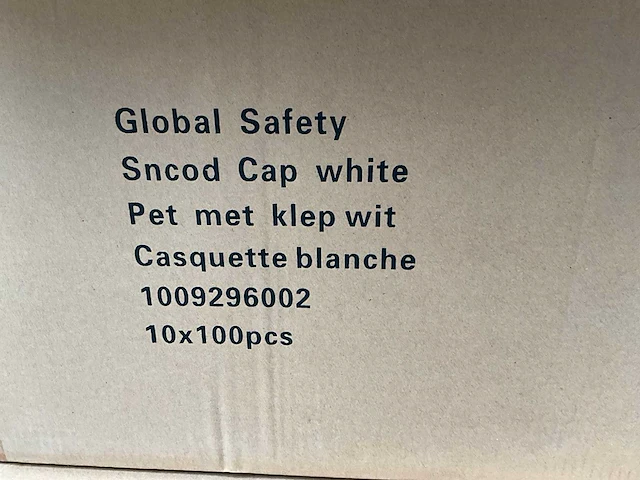 Global Safety
Sncod Cap white
Pet met klep wit
Casquette blanche
1009296002
10x100pcs